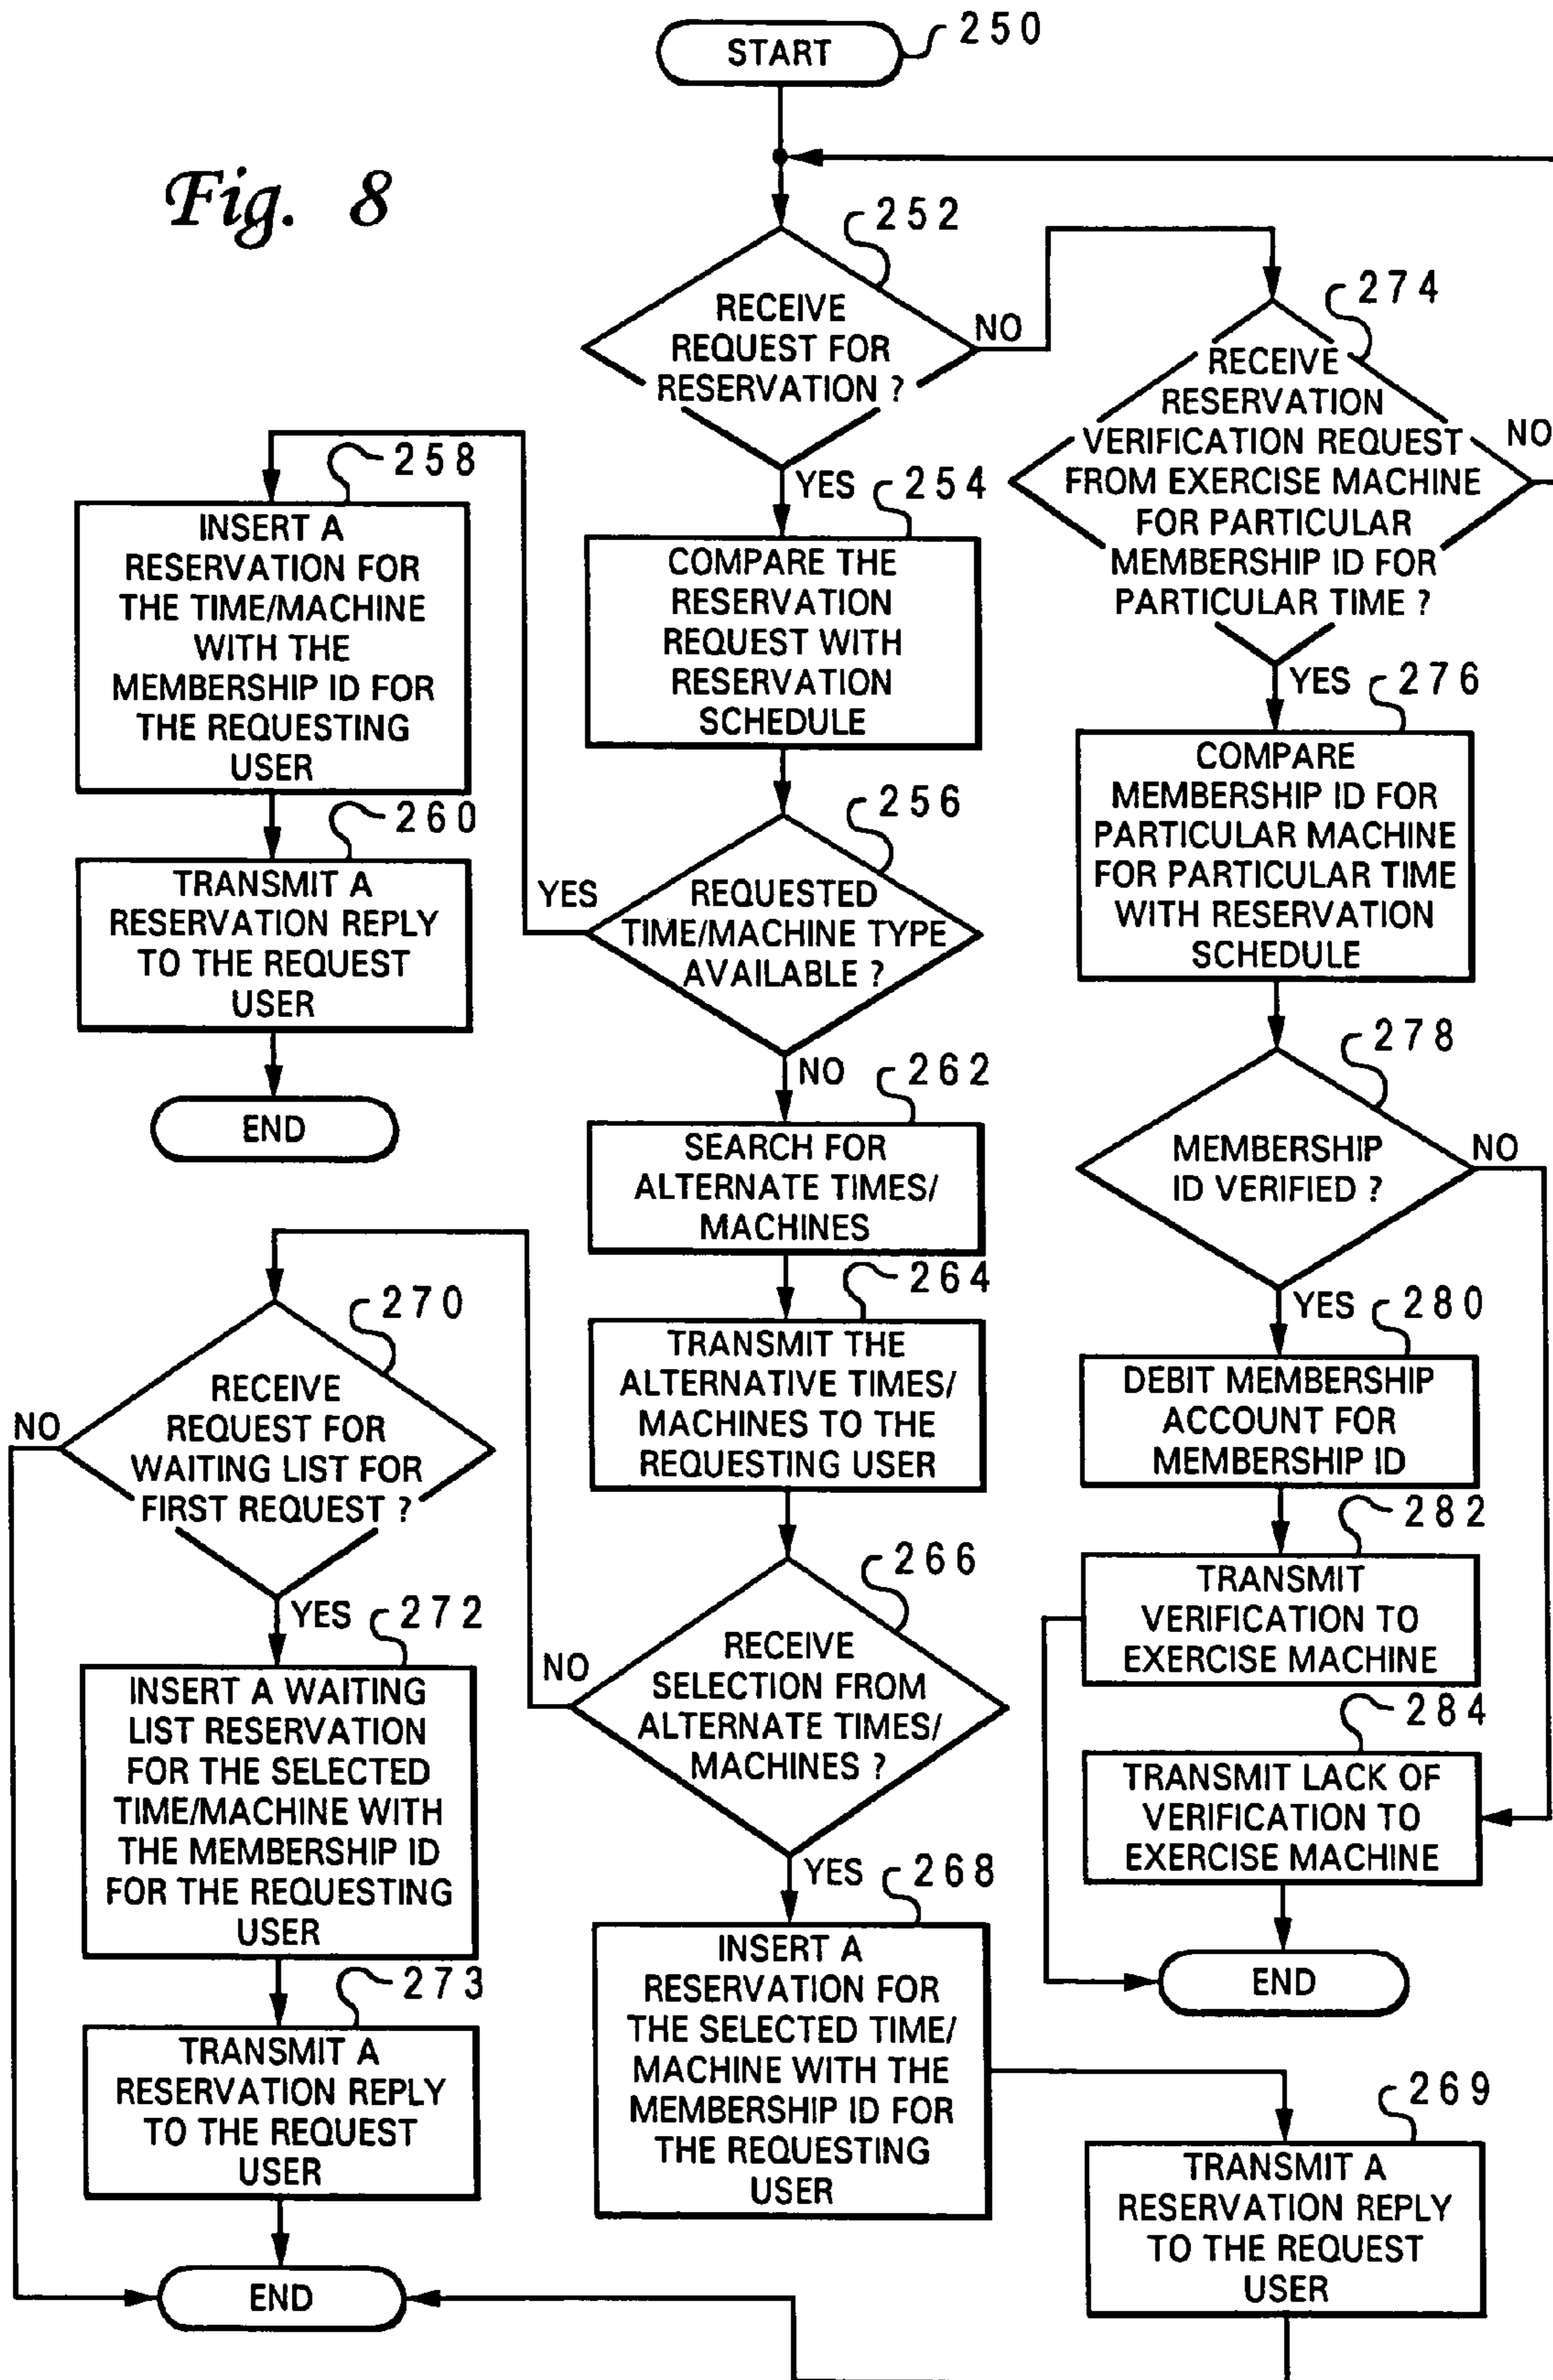 Fig. 8
START
250
252
RECEIVE
REQUEST FOR
RESERVATION ?
NO
YES
254
COMPARE THE
RESERVATION
REQUEST WITH
RESERVATION
SCHEDULE
256
REQUESTED
TIME/MACHINE TYPE
AVAILABLE ?
YES
NO
258
INSERT A
RESERVATION FOR
THE TIME/MACHINE
WITH THE
MEMBERSHIP ID FOR
THE REQUESTING
USER
260
TRANSMIT A
RESERVATION REPLY
TO THE REQUEST
USER
END
262
SEARCH FOR
ALTERNATE TIMES/
MACHINES
264
TRANSMIT THE
ALTERNATIVE TIMES/
MACHINES TO THE
REQUESTING USER
266
RECEIVE
SELECTION FROM
ALTERNATE TIMES/
MACHINES ?
NO
YES
268
INSERT A
RESERVATION FOR
THE SELECTED TIME/
MACHINE WITH THE
MEMBERSHIP ID FOR
THE REQUESTING
USER
269
TRANSMIT A
RESERVATION REPLY
TO THE REQUEST
USER
270
RECEIVE
REQUEST FOR
WAITING LIST FOR
FIRST REQUEST ?
NO
YES
272
INSERT A WAITING
LIST RESERVATION
FOR THE SELECTED
TIME/MACHINE WITH
THE MEMBERSHIP ID
FOR THE REQUESTING
USER
273
TRANSMIT A
RESERVATION REPLY
TO THE REQUEST
USER
END
274
RECEIVE
RESERVATION
VERIFICATION REQUEST
FROM EXERCISE MACHINE
FOR PARTICULAR
MEMBERSHIP ID FOR
PARTICULAR TIME ?
NO
YES
276
COMPARE
MEMBERSHIP ID FOR
PARTICULAR MACHINE
FOR PARTICULAR TIME
WITH RESERVATION
SCHEDULE
278
MEMBERSHIP
ID VERIFIED ?
NO
YES
280
DEBIT MEMBERSHIP
ACCOUNT FOR
MEMBERSHIP ID
282
TRANSMIT
VERIFICATION TO
EXERCISE MACHINE
284
TRANSMIT LACK OF
VERIFICATION TO
EXERCISE MACHINE
END